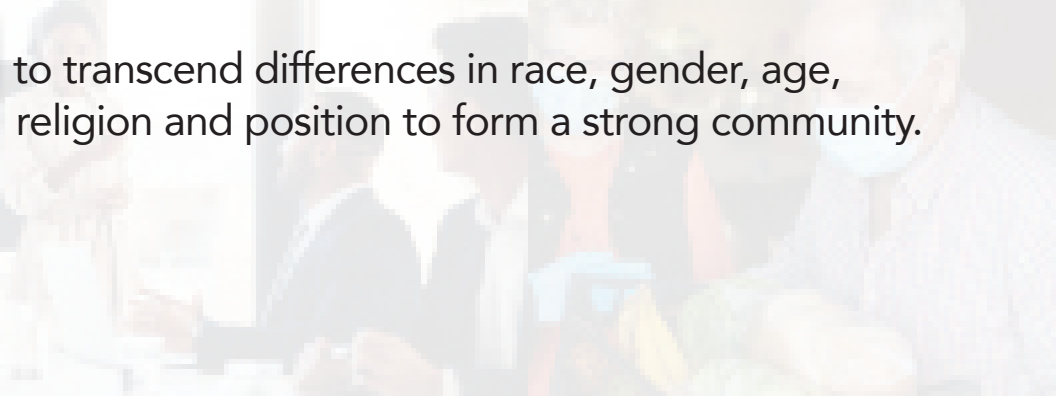 to transcend differences in race, gender, age,
religion and position to form a strong community.